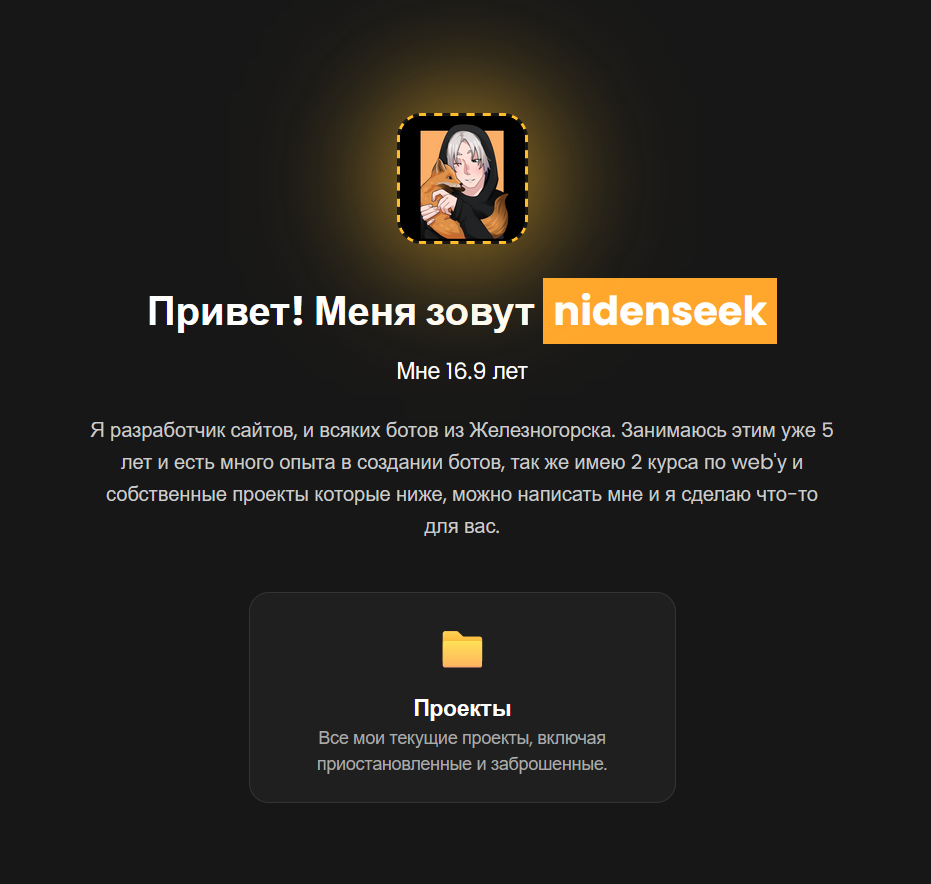 Привет! Меня зовут nidenseek
Мне 16.9 лет
Я разработчик сайтов, и всяких ботов из Железногорска. Занимаюсь этим уже 5
лет и есть много опыта в создании ботов, так же имею 2 курса по web'у и
собственные проекты которые ниже, можно написать мне и я сделаю что-то
для вас.
Проекты
Все мои текущие проекты, включая
приостановленные и заброшенные.